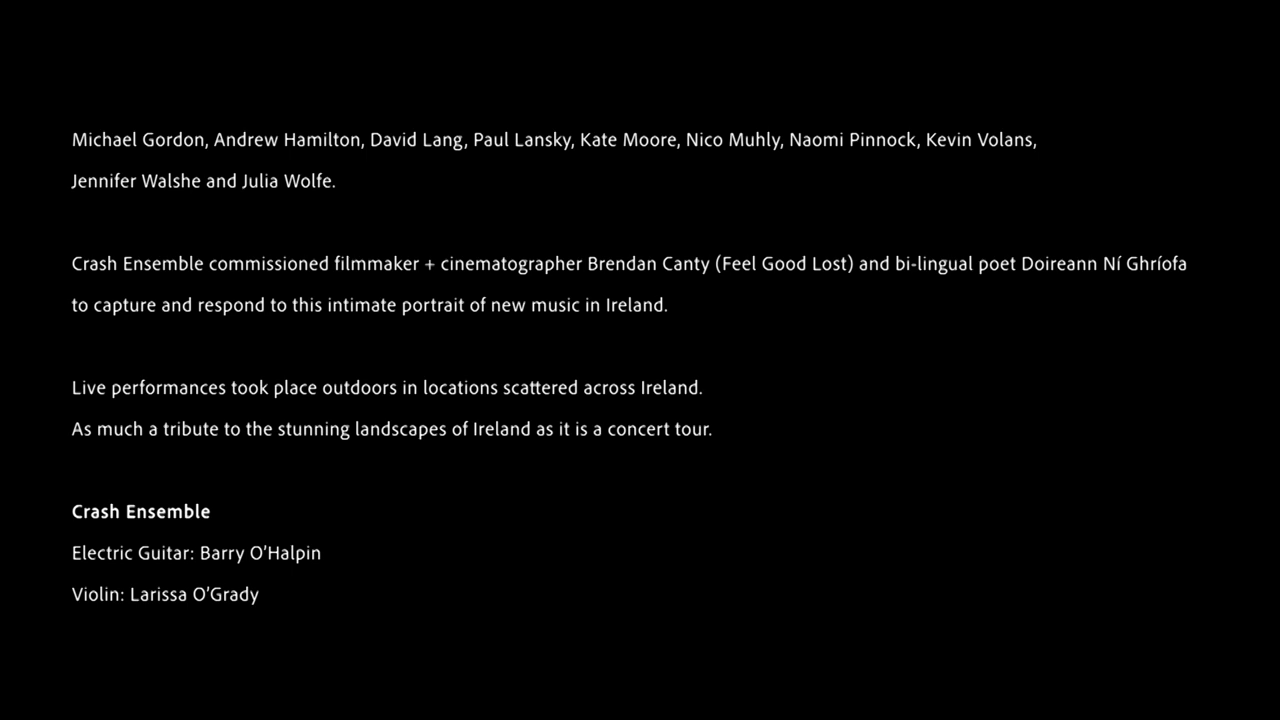 Michael Gordon, Andrew Hamilton, David Lang, Paul Lansky, Kate Moore, Nico Muhly, Naomi Pinnock, Kevin Volans,
Jennifer Walshe and Julia Wolfe.
Crash Ensemble commissioned filmmaker + cinematographer Brendan Canty (Feel Good Lost) and bi-lingual poet Doireann Ní Ghríofa
to capture and respond to this intimate portrait of new music in Ireland.
Live performances took place outdoors in locations scattered across Ireland.
As much a tribute to the stunning landscapes of Ireland as it is a concert tour.
Crash Ensemble
Electric Guitar: Barry O’Halpin
Violin: Larissa O’Grady